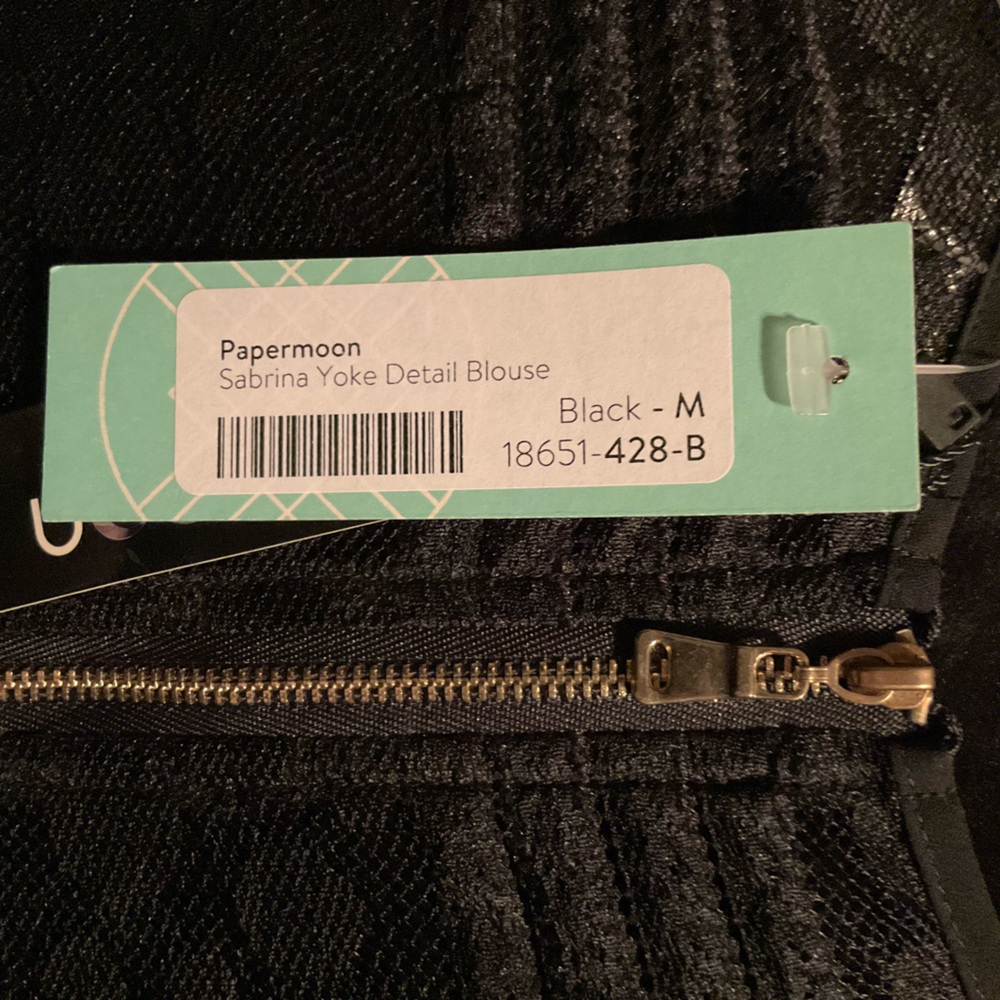 Papermoon
Sabrina Yoke Detail Blouse
Black - M
18651-428-B